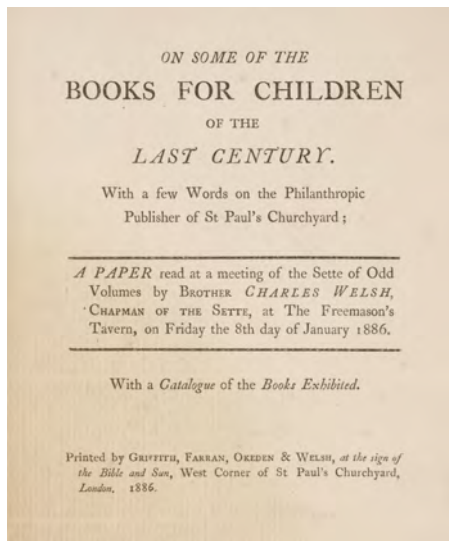 ON SOME OF THE
BOOKS FOR CHILDREN
OF THE
LAST CENTURY.
With a few Words on the Philanthropic
Publisher of St Paul's Churchyard ;
A PAPER read at a meeting of the Sette of Odd
Volumes by BROTHER CHARLES WELSH,
CHAPMAN OF THE SETTE, at The Freemason's
Tavern, on Friday the 8th day of January 1886.
With a Catalogue of the Books Exhibited.
Printed by GRIFFITH, FARRAN, OKEDEN & WELSH, at the sign of
the Bible and Sun, West Corner of St Paul's Churchyard,
London. 1886.